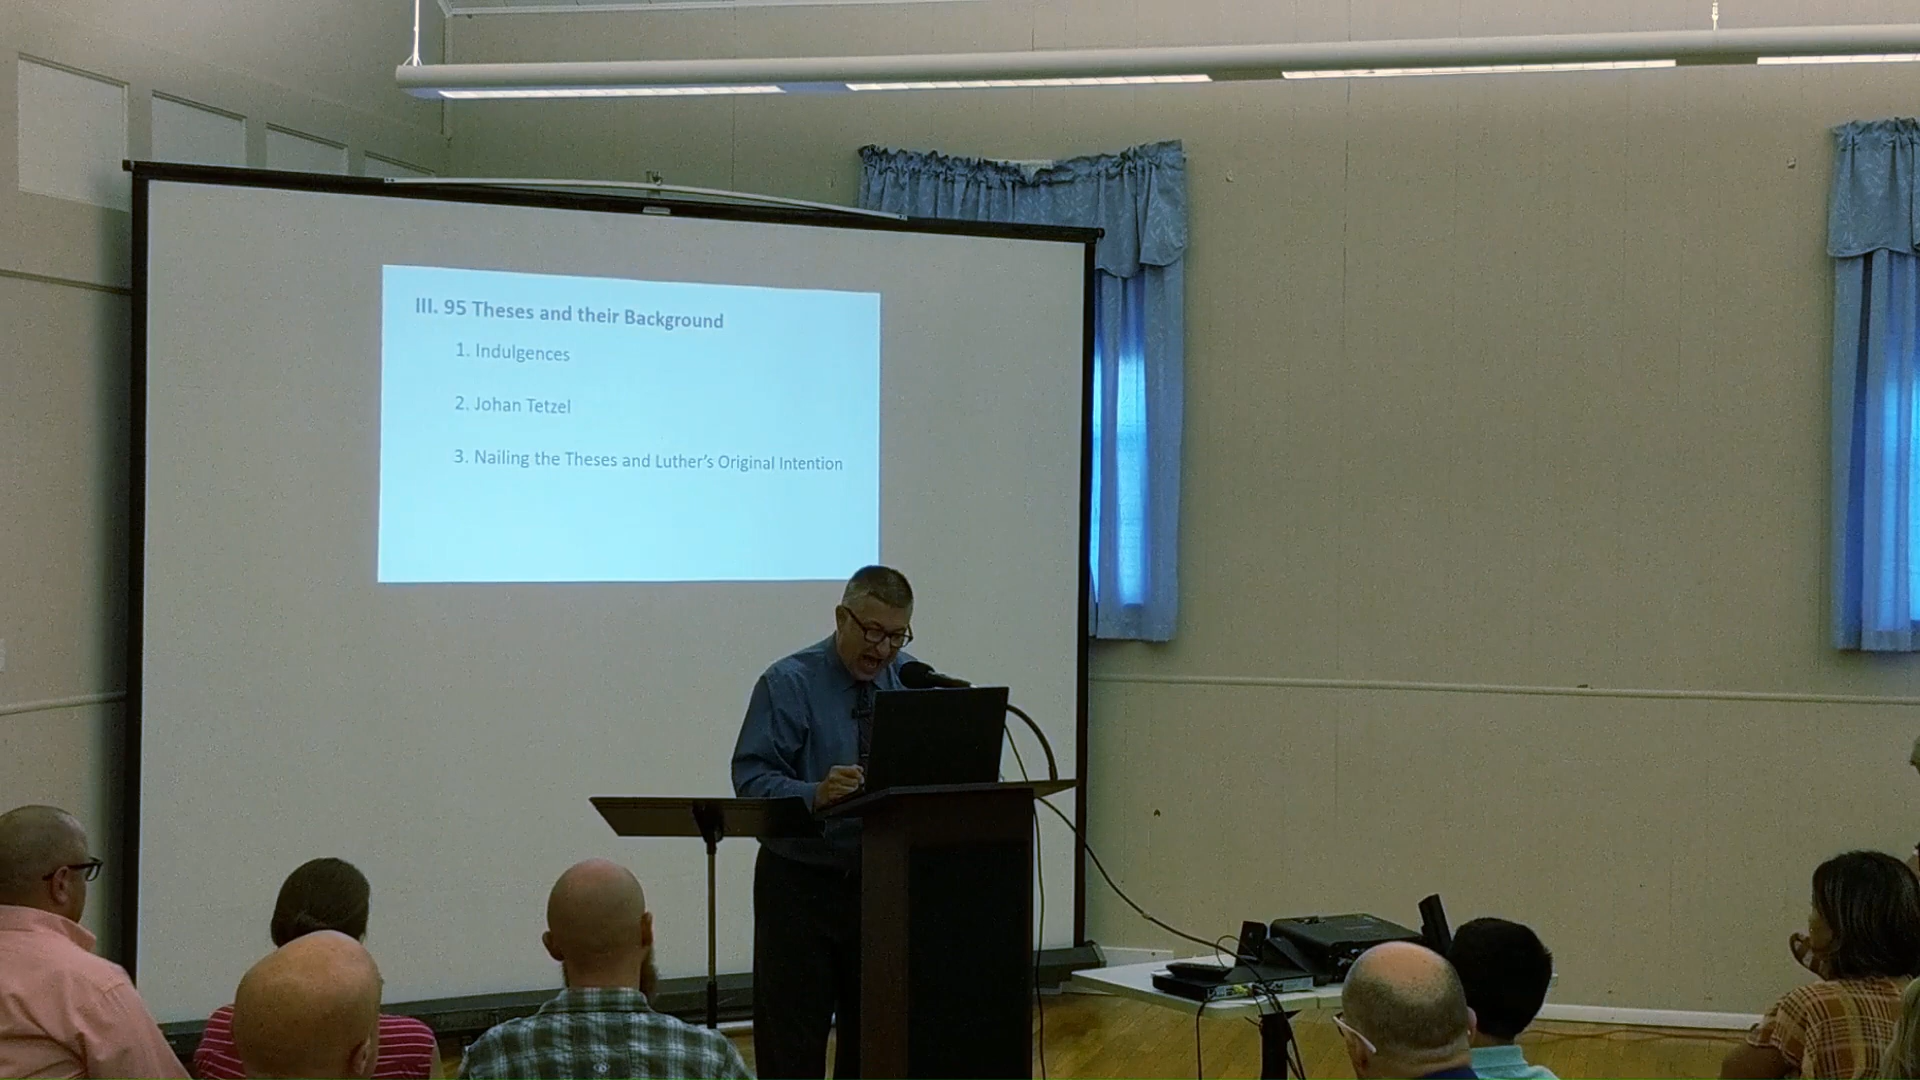 III. 95 Theses and their Background
1. Indulgences
2. Johan Tetzel
3. Nailing the Theses and Luther’s Original Intention